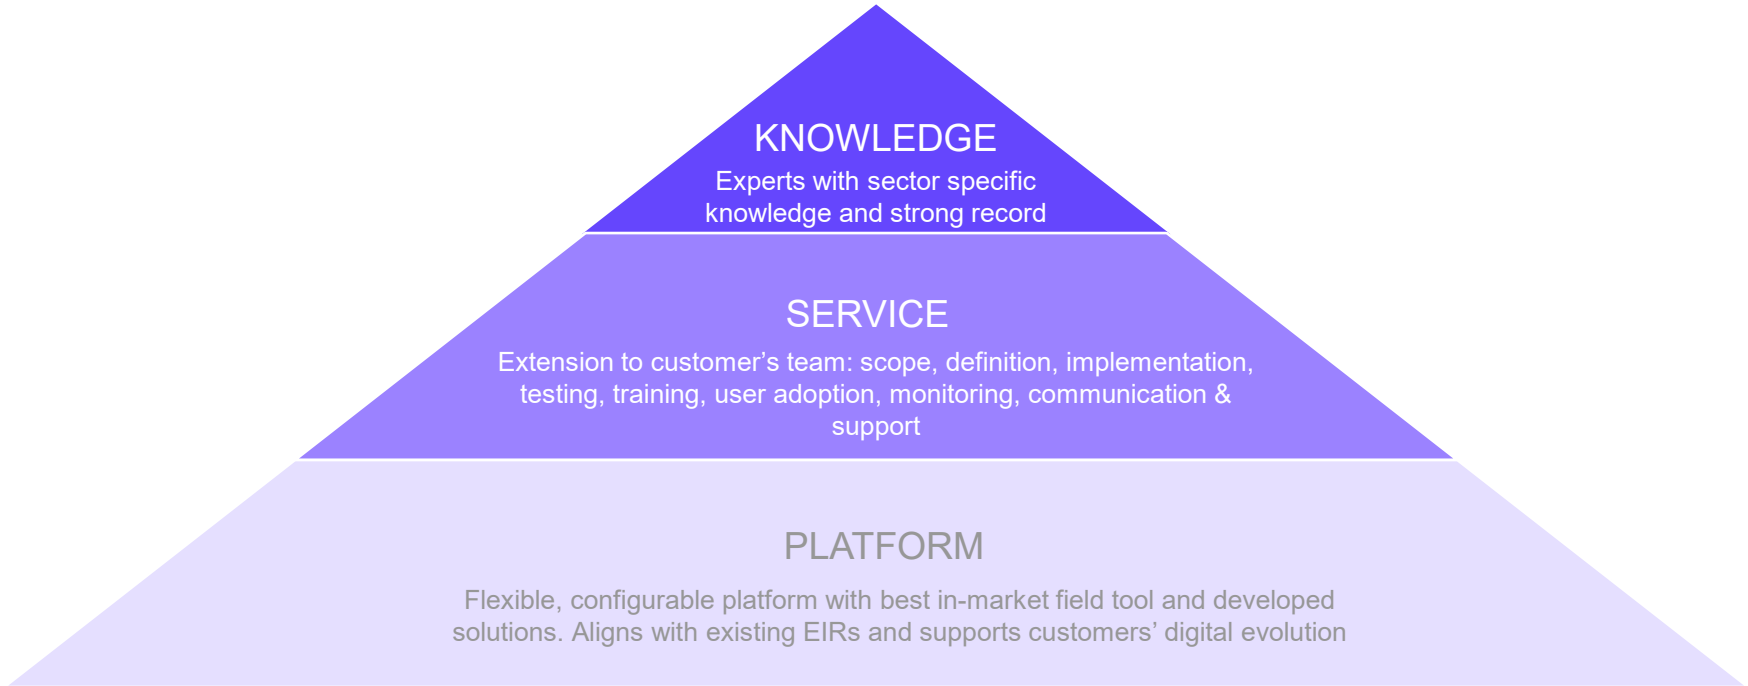 KNOWLEDGE
Experts with sector specific
knowledge and strong record
SERVICE
Extension to customer’s team: scope, definition, implementation,
testing, training, user adoption, monitoring, communication &
support
PLATFORM
Flexible, configurable platform with best in-market field tool and developed
solutions. Aligns with existing EIRs and supports customers’ digital evolution